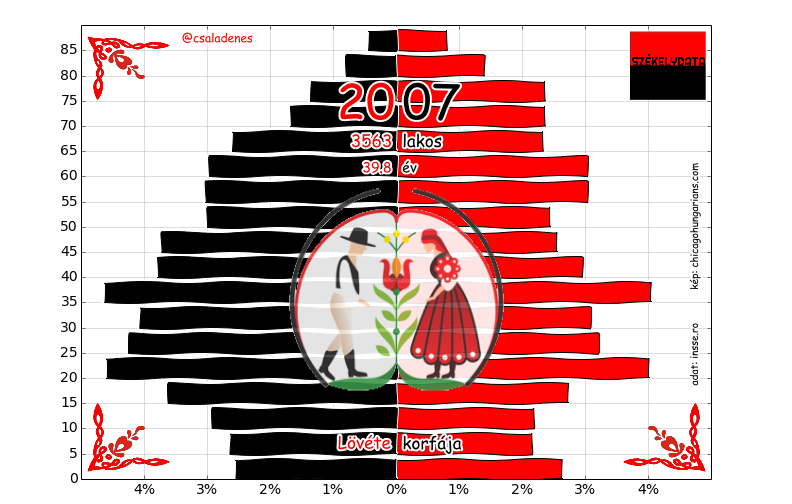 @csaladenes
SZÉKELYDATA
2007
3563 lakos
39.8 év
kép: chicagohungarians.com
adat: insse.ro
Lövéte korfája
85
80
75
70
65
60
55
50
45
40
35
30
25
20
15
10
5
0
4% 3% 2% 1% 0% 1% 2% 3% 4%